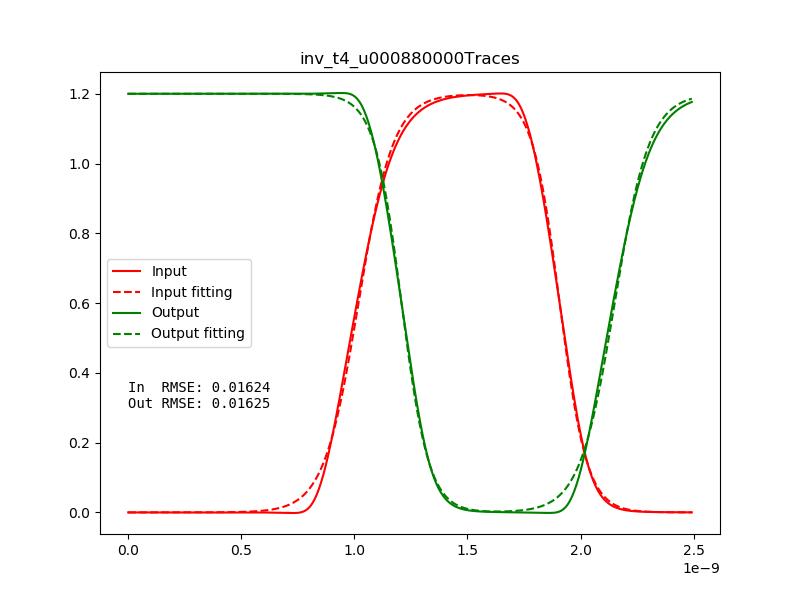 inv_t4_u000880000Traces
1.2
1.0
0.8
0.6
0.4
0.2
0.0
Input
Input fitting
Output
Output fitting
In  RMSE: 0.01624
Out RMSE: 0.01625
0.0 0.5 1.0 1.5 2.0 2.5
1e−9